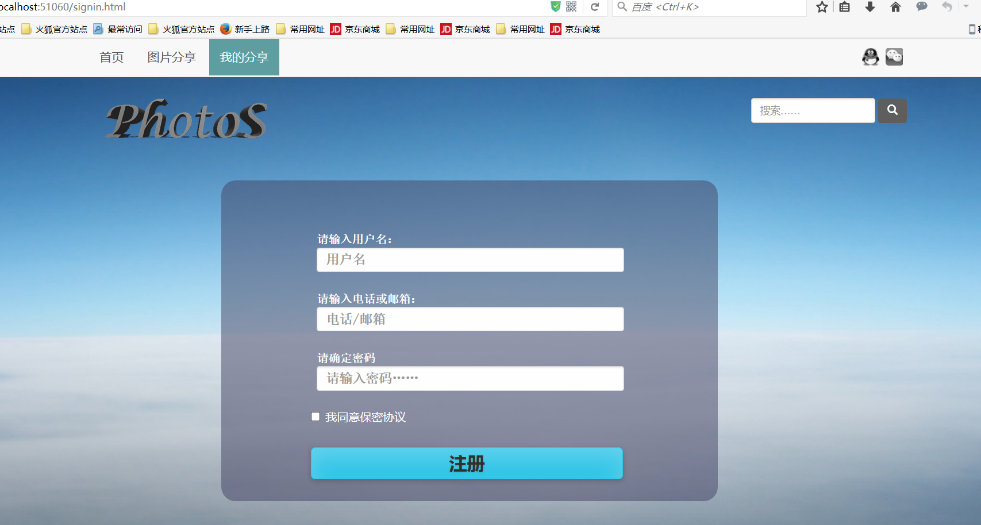 ocalhost:51060/signin.html
百度 <Ctrl+K>
站点 火狐官方站点 最常访问 火狐官方站点 新手上路 常用网址 JD 京东商城 常用网址 JD 京东商城 常用网址 JD 京东商城
首页 图片分享 我的分享
PhotoS
搜索……
请输入用户名：
用户名
请输入电话或邮箱：
电话/邮箱
请确定密码
请输入密码……
我同意保密协议
注册